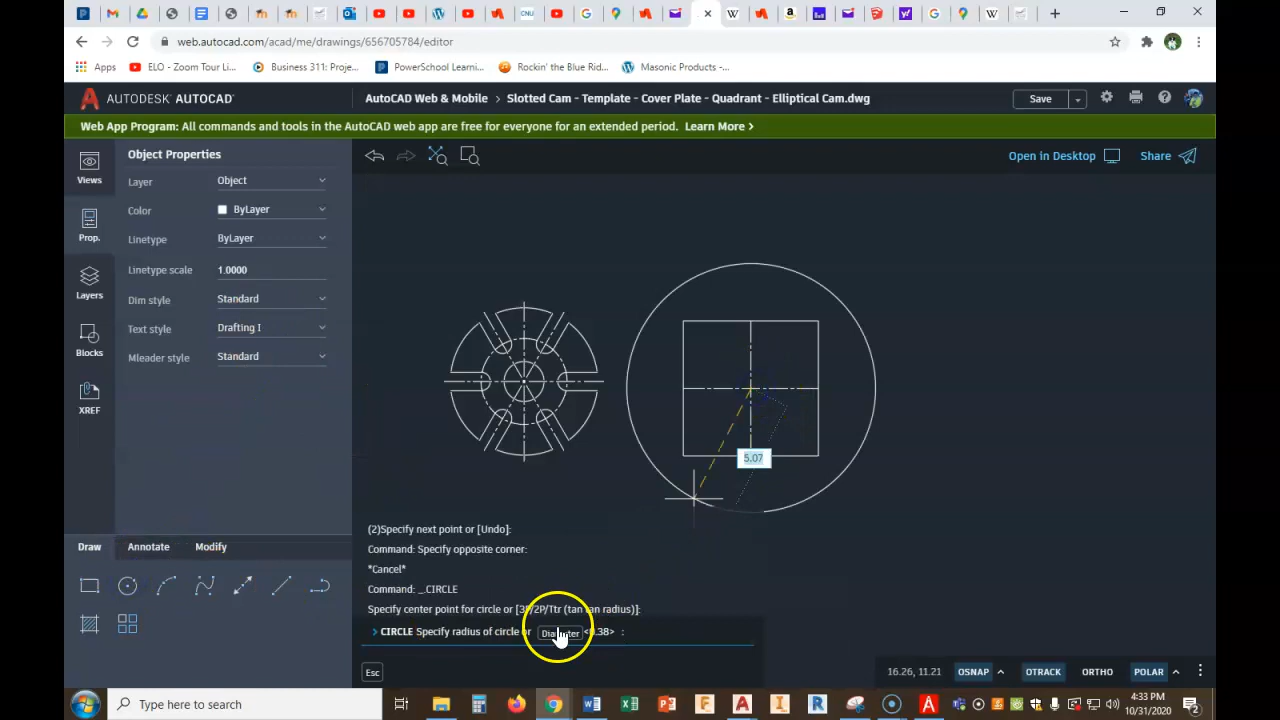 CNU
web.autocad.com/acad/me/drawings/656705784/editor
Apps
ELO - Zoom Tour Li...
Business 311: Proje...
PowerSchool Learni...
Rockin' the Blue Rid...
Masonic Products -...
AUTODESK® AUTOCAD®
AutoCAD Web & Mobile > Slotted Cam - Template - Cover Plate - Quadrant - Elliptical Cam.dwg
Save
Web App Program: All commands and tools in the AutoCAD web app are free for everyone for an extended period. Learn More >
Views
Prop.
Layers
Blocks
XREF
Object Properties
Layer Object
Color ByLayer
Linetype ByLayer
Linetype scale 1.0000
Dim style Standard
Text style Drafting I
Mleader style Standard
Open in Desktop
Share
5.07
Draw
Annotate
Modify
(2)Specify next point or [Undo]:
Command: Specify opposite corner:
*Cancel*
Command: _.CIRCLE
Specify center point for circle or [3P/2P/Ttr (tan tan radius)]:
> CIRCLE Specify radius of circle or Diameter <0.38> :
Esc
16.26, 11.21
OSNAP
OTRACK
ORTHO
POLAR
Type here to search
4:33 PM
10/31/2020